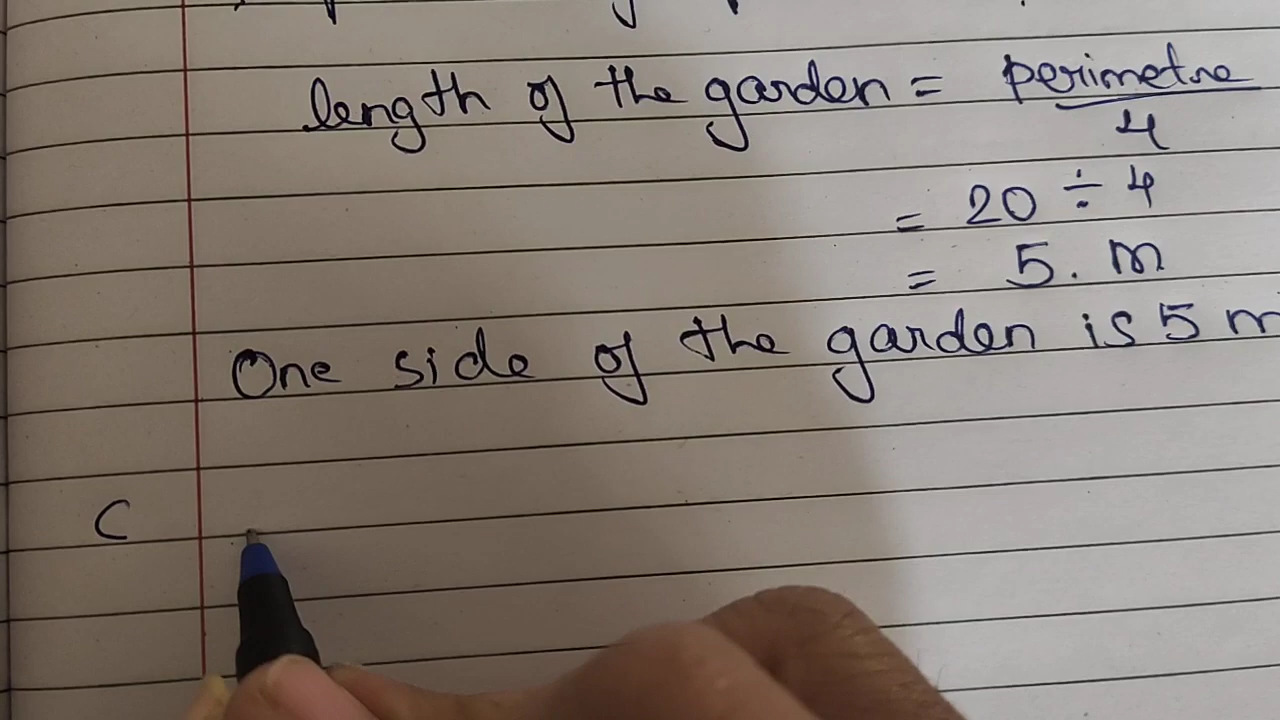 length of the garden = perimetre
4
= 20 ÷ 4
= 5. m
One side of the garden is 5 m
C